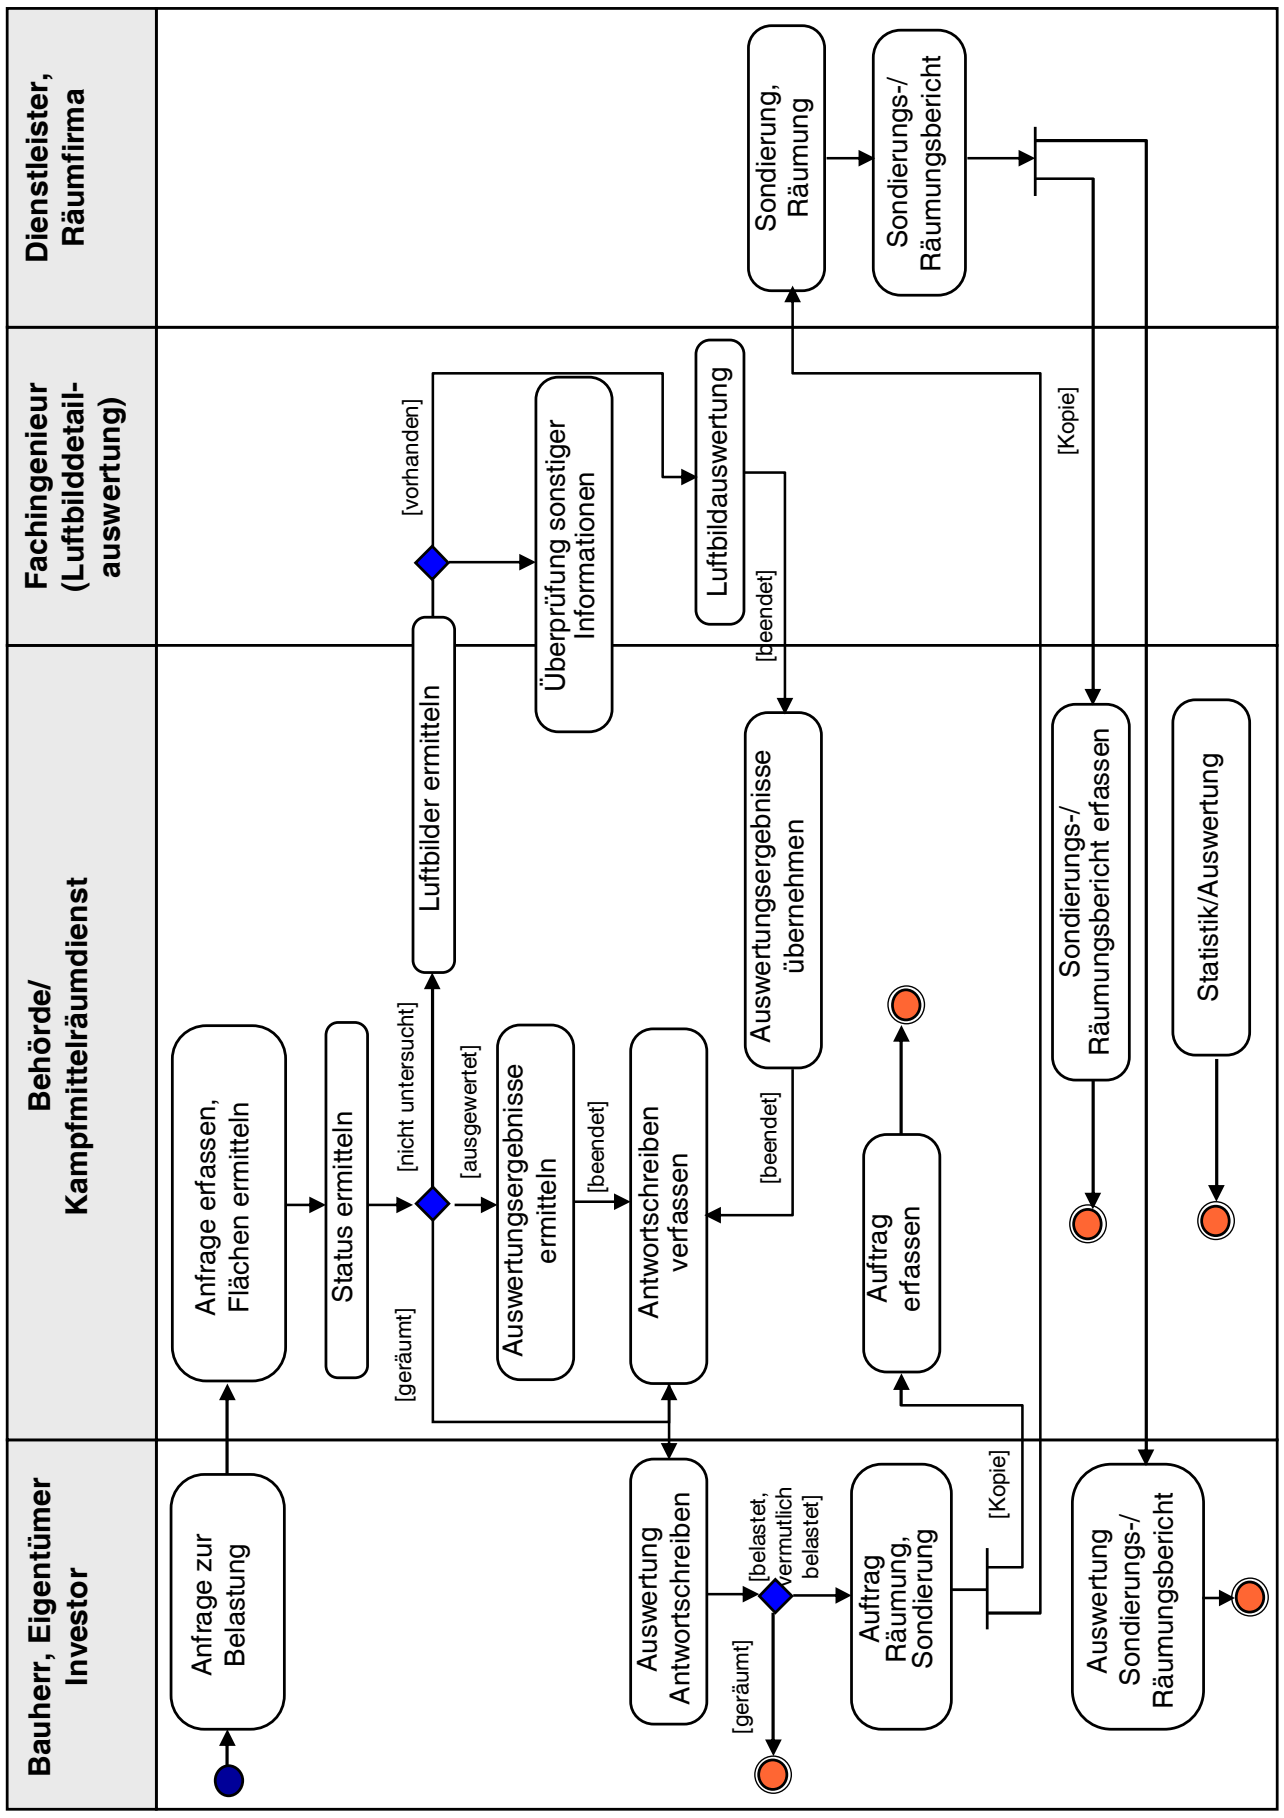 Bauherr, Eigentümer
Investor
Behörde/
Kampfmittelräumdienst
Fachingenieur
(Luftbilddetail-
auswertung)
Dienstleister,
Räumfirma
Anfrage zur
Belastung
Anfrage erfassen,
Flächen ermitteln
Status ermitteln
[nicht untersucht]
[geräumt]
[ausgewertet]
Luftbilder ermitteln
[vorhanden]
Auswertungsergebnisse
ermitteln
[beendet]
Überprüfung sonstiger
Informationen
Antwortschreiben
verfassen
Luftbildauswertung
[beendet]
Auswertungsergebnisse
übernehmen
[beendet]
Auswertung
Antwortschreiben
[geräumt]
[belastet,
vermutlich
belastet]
Auftrag
Räumung,
Sondierung
[Kopie]
Auftrag
erfassen
Sondierung,
Räumung
Sondierungs-/
Räumungsbericht
[Kopie]
Sondierungs-/
Räumungsbericht erfassen
Auswertung
Sondierungs-/
Räumungsbericht
Statistik/Auswertung